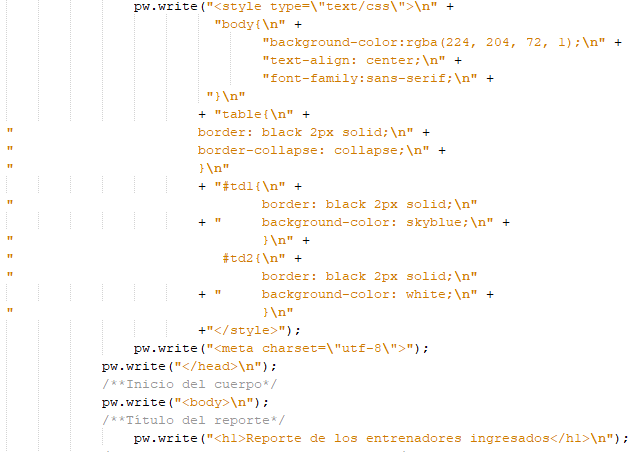 pw.write("<style type=\"text/css\">\n" +
"body{\n" +
"background-color:rgba(224, 204, 72, 1);\n" +
"text-align: center;\n" +
"font-family:sans-serif;\n" +
"}\n"
+ "table{\n" +
" border: black 2px solid;\n" +
" border-collapse: collapse;\n" +
" }\n"
+ "#td1{\n" +
" border: black 2px solid;\n"
+ " background-color: skyblue;\n" +
" }\n" +
" #td2{\n" +
" border: black 2px solid;\n"
+ " background-color: white;\n" +
" }\n"
+"</style>");
pw.write("<meta charset=\"utf-8\">");
pw.write("</head>\n");
/**Inicio del cuerpo*/
pw.write("<body>\n");
/**Título del reporte*/
pw.write("<h1>Reporte de los entrenadores ingresados</h1>\n");